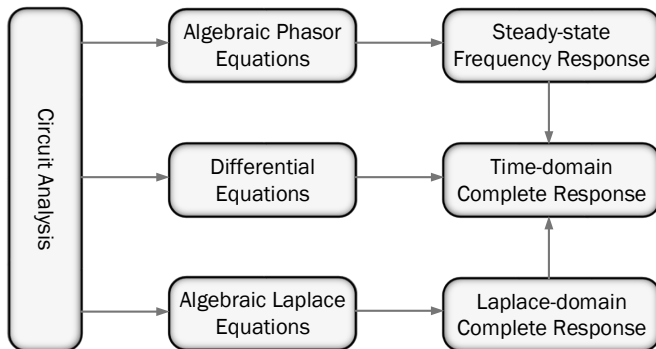 Circuit Analysis
Algebraic Phasor
Equations
Steady-state
Frequency Response
Differential
Equations
Time-domain
Complete Response
Algebraic Laplace
Equations
Laplace-domain
Complete Response